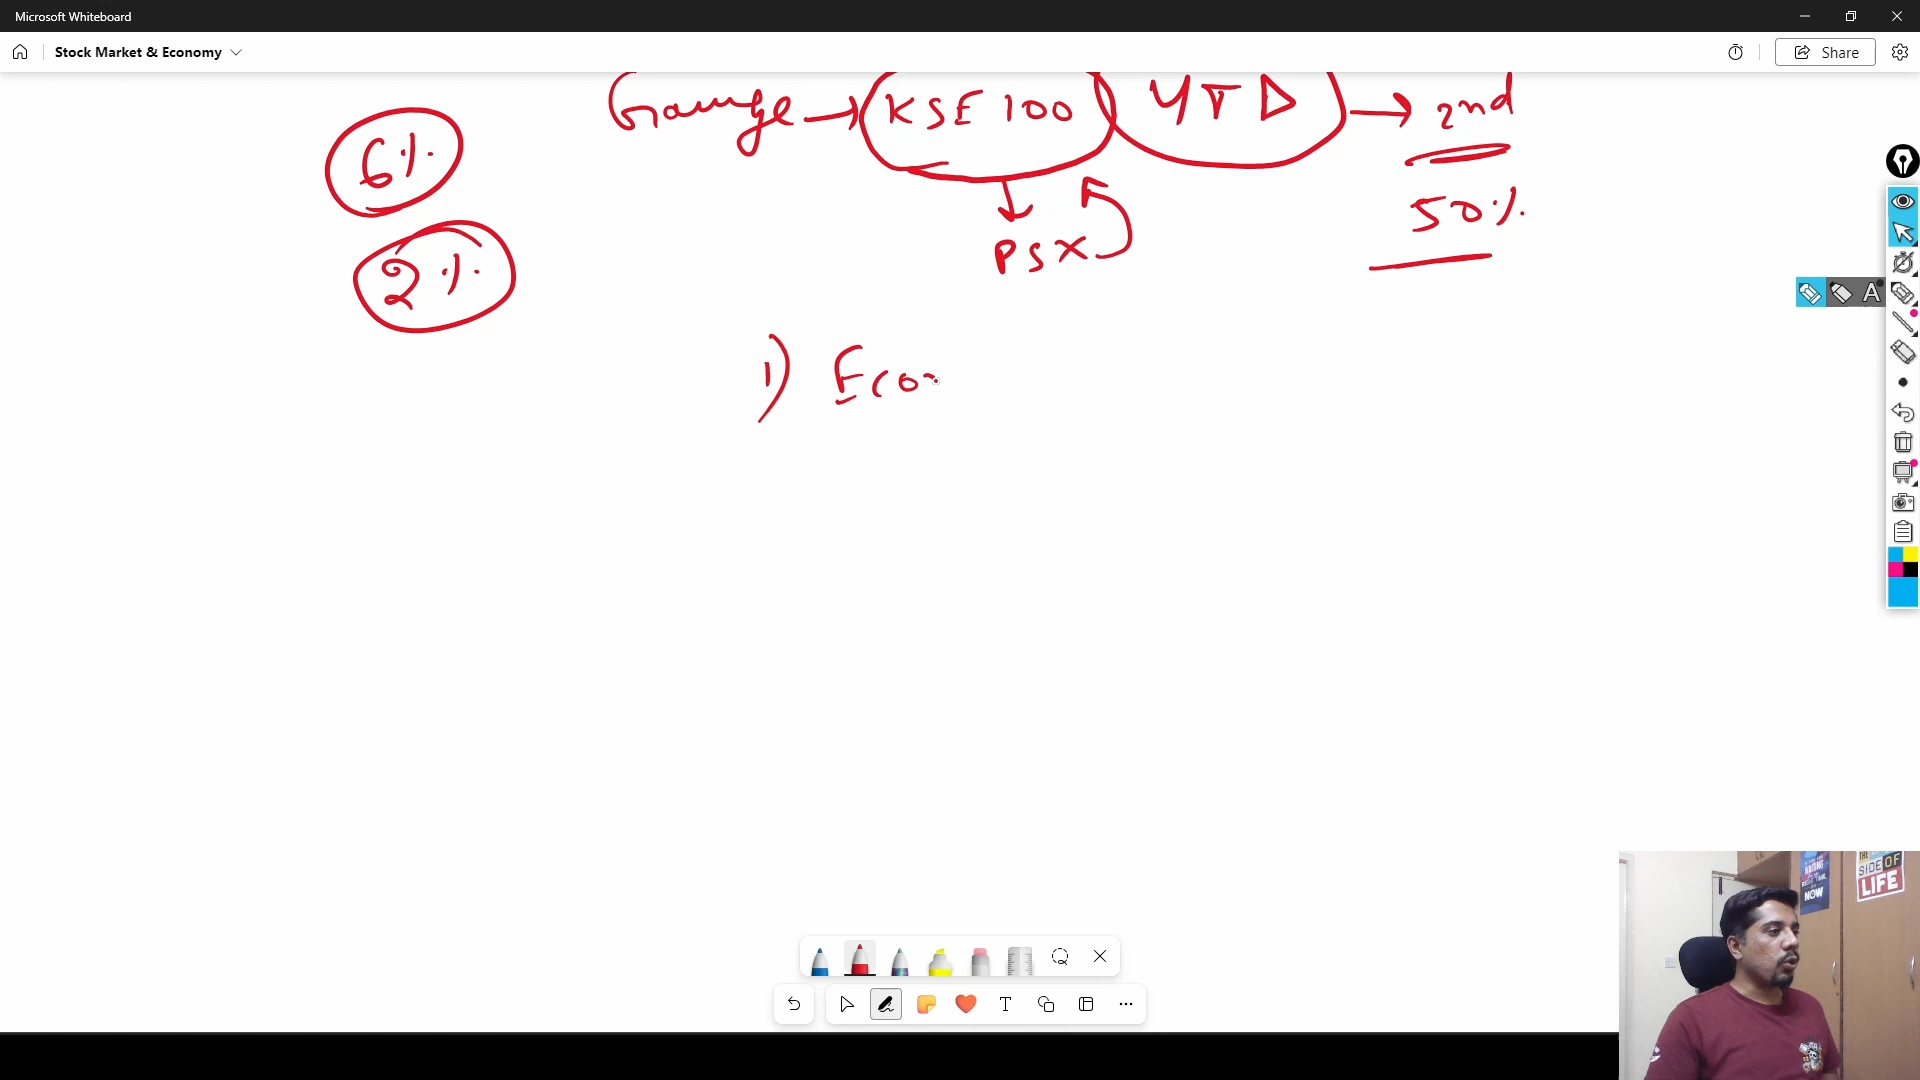 Microsoft Whiteboard
Stock Market & Economy
Share
Gauge → KSE 100 YTD → 2nd
6%
50%
PSX
2%
1) Eco
A
T
SIDE OF
LIFE
NOW